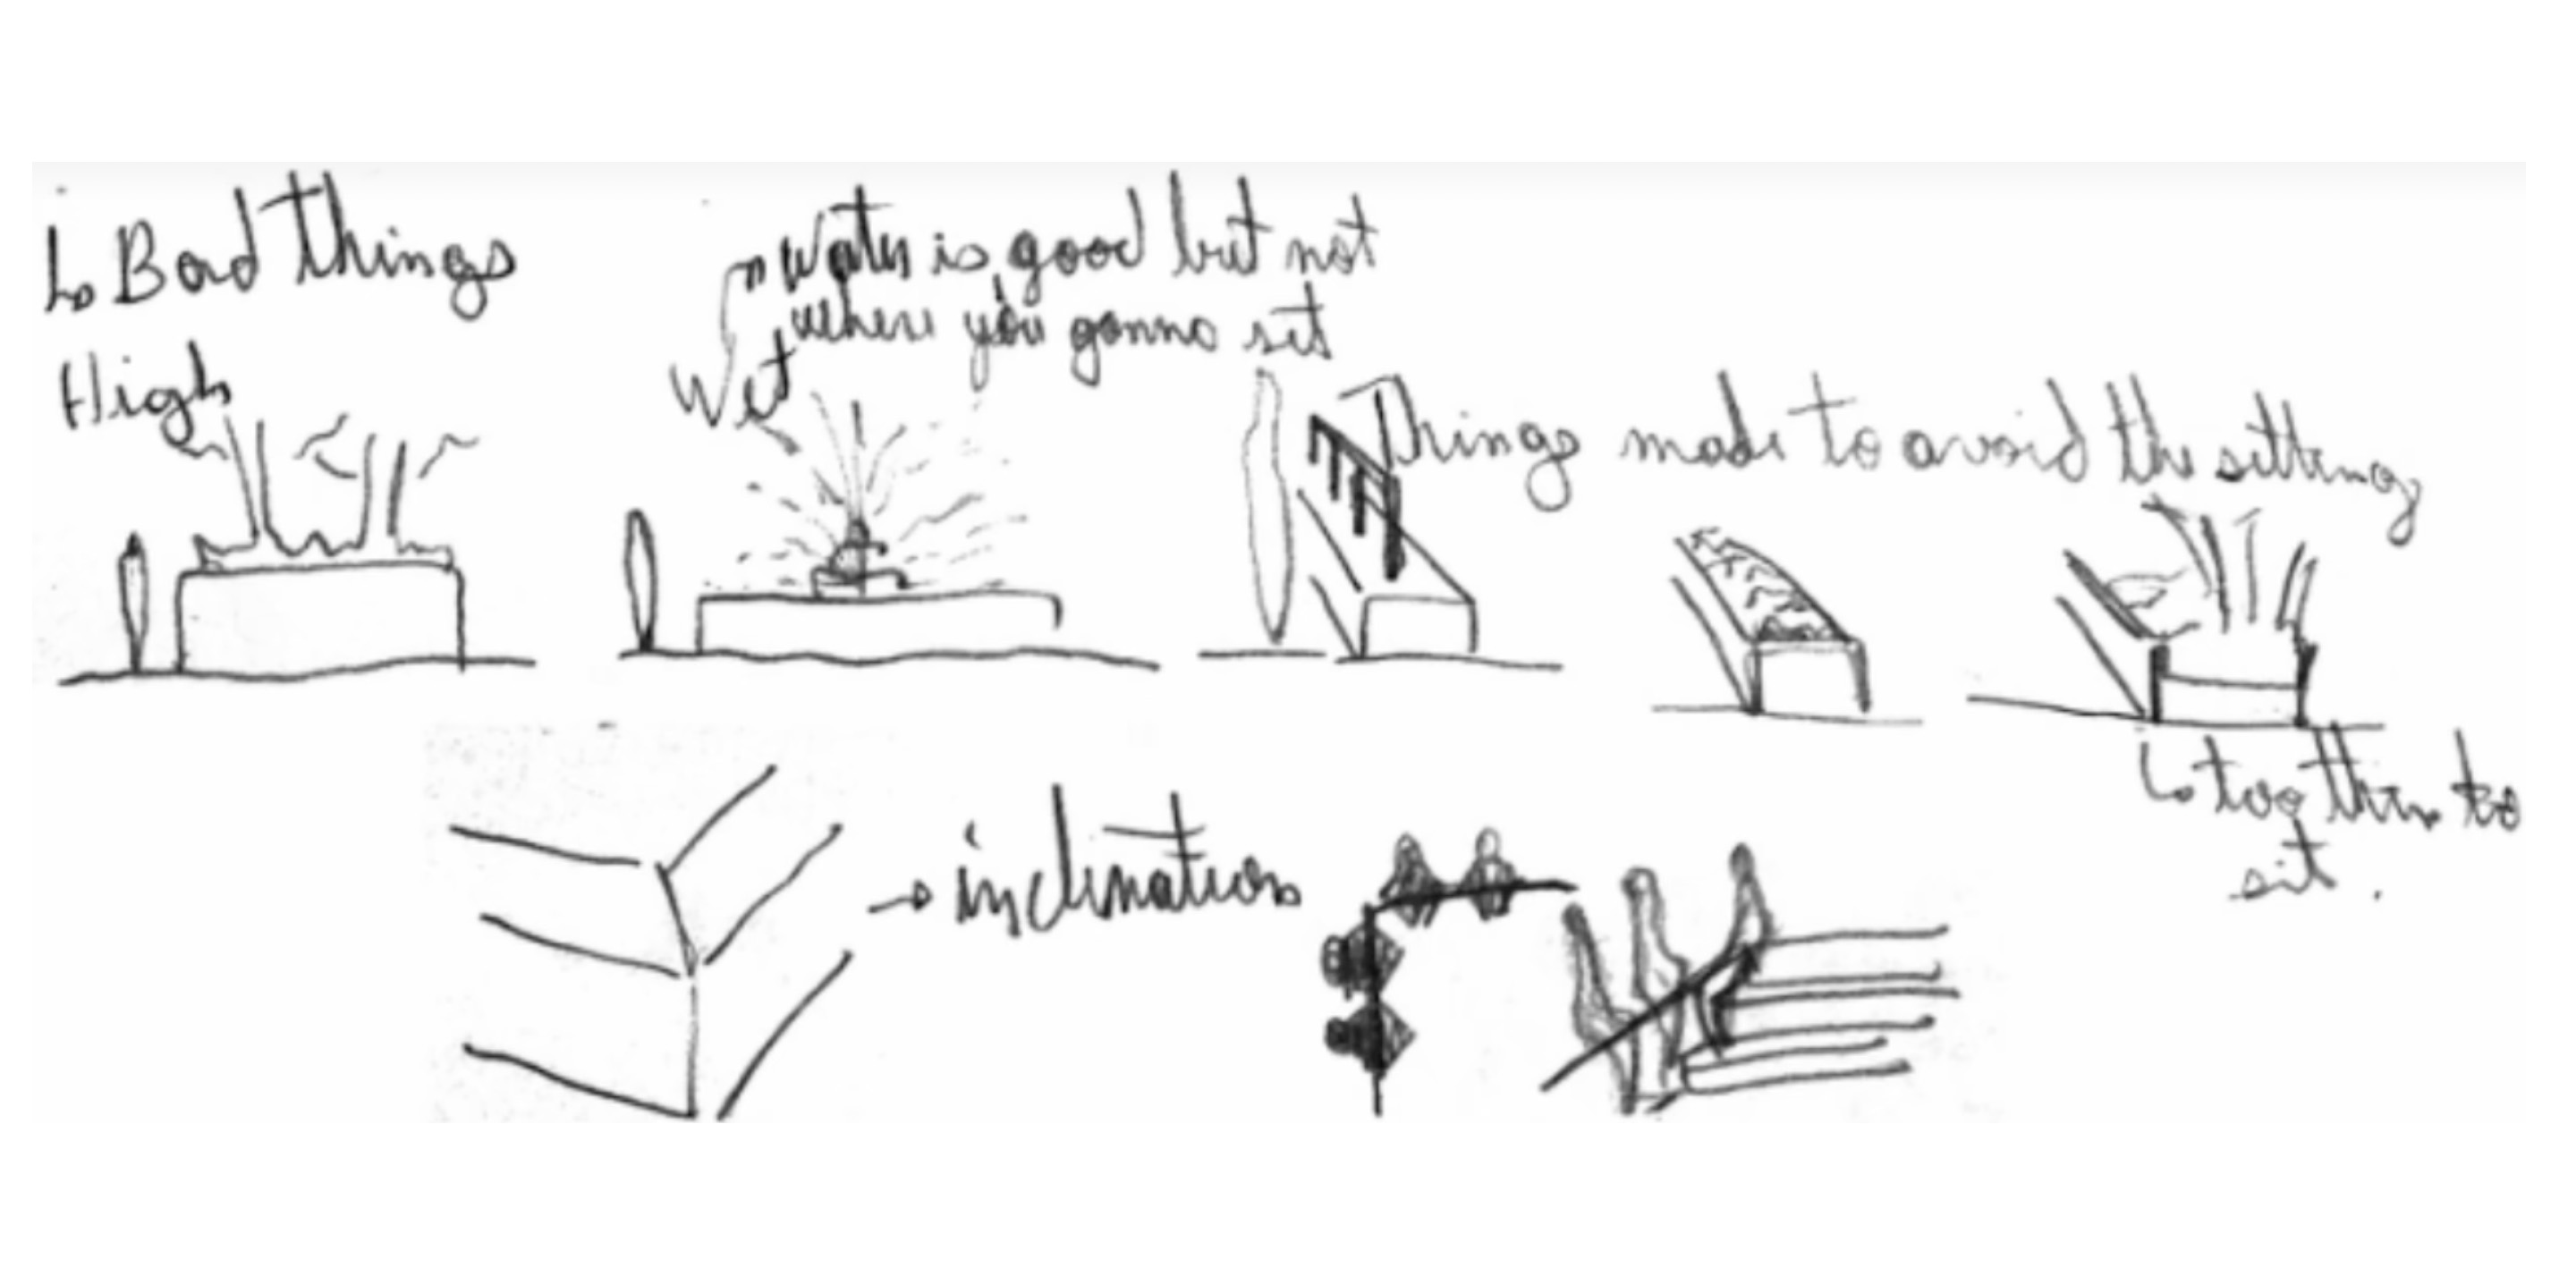 ↳ Bad things
High
→ Water is good but not
where you gonna sit
Wet
Things made to avoid the sitting
↳ too thin to
sit.
→ inclination